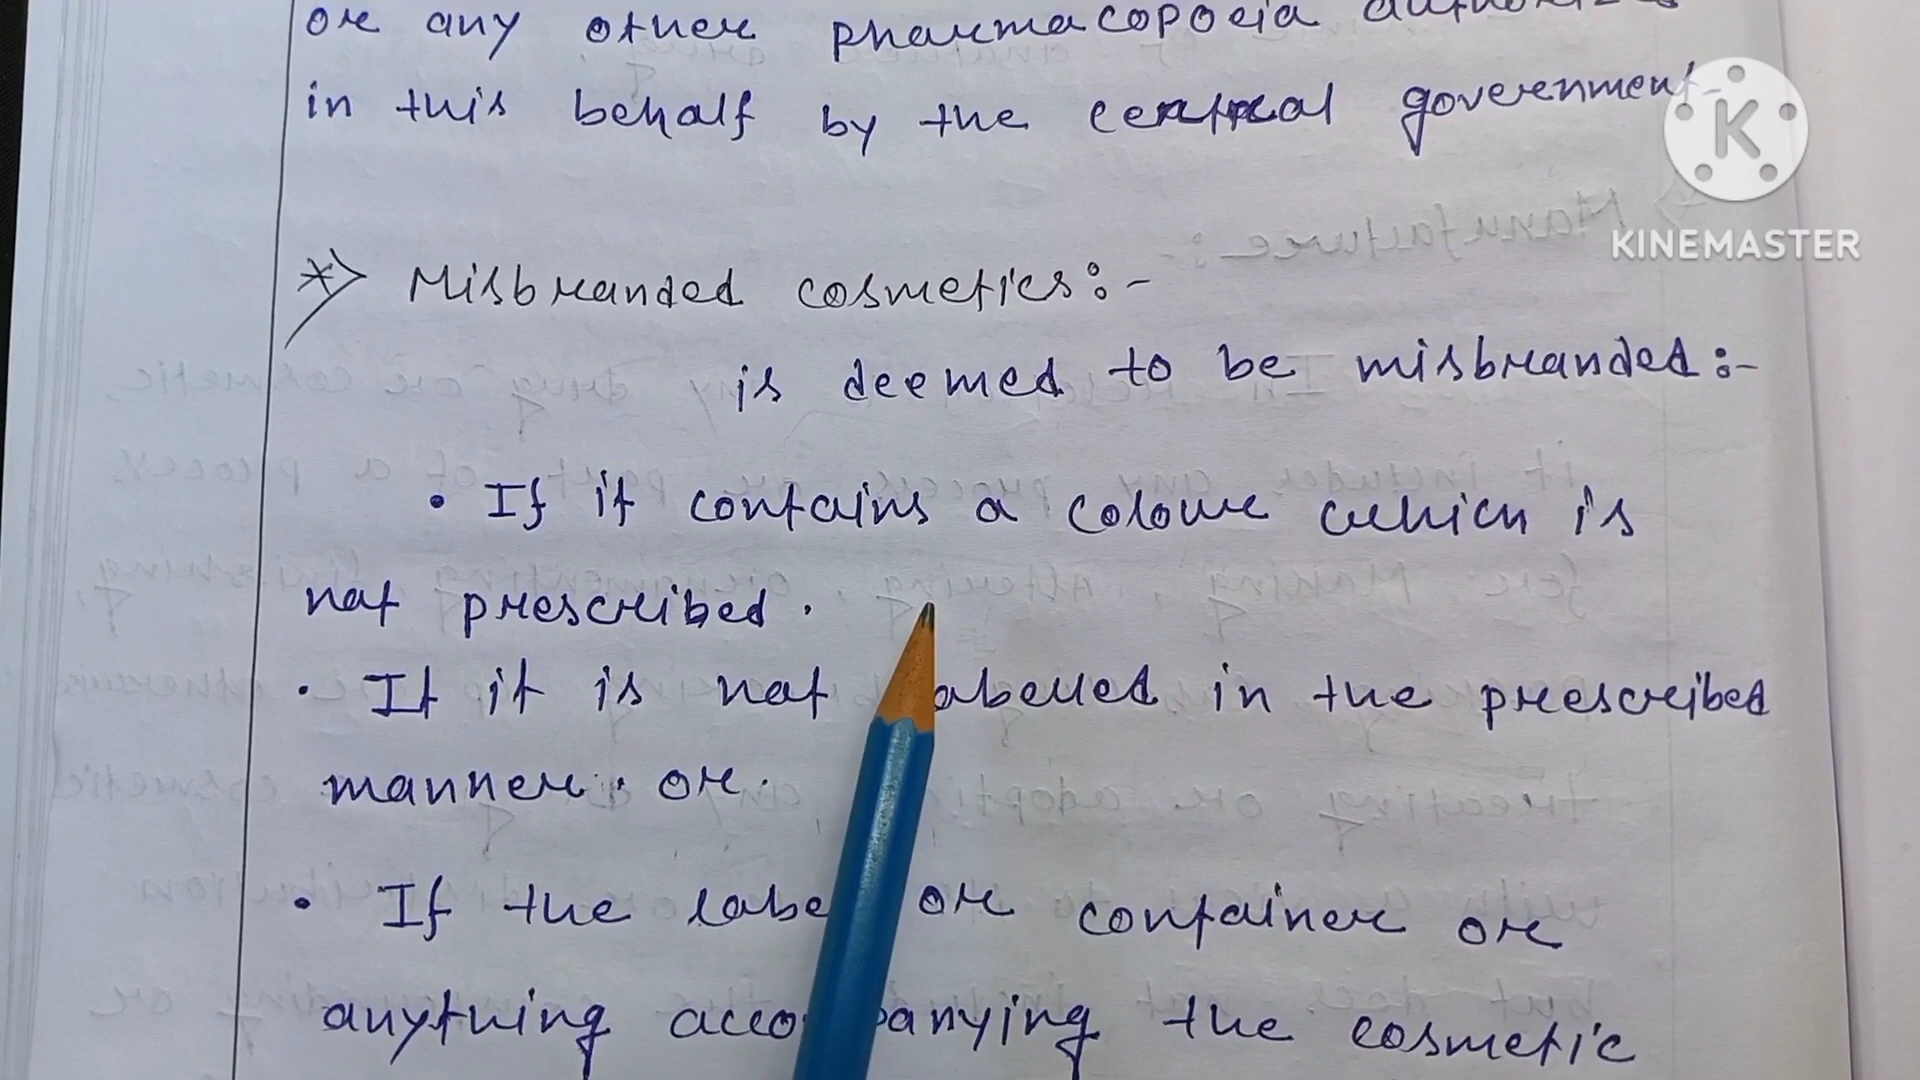 or any other pharmacopoeia
in this behalf by the central government.
Misbranded cosmetics:-
is deemed to be misbranded:-
• If it contains a colour which is
not prescribed.
• If it is not labelled in the prescribed
manner. or.
• If the label or container or
anything accompanying the cosmetic
K
KINEMASTER